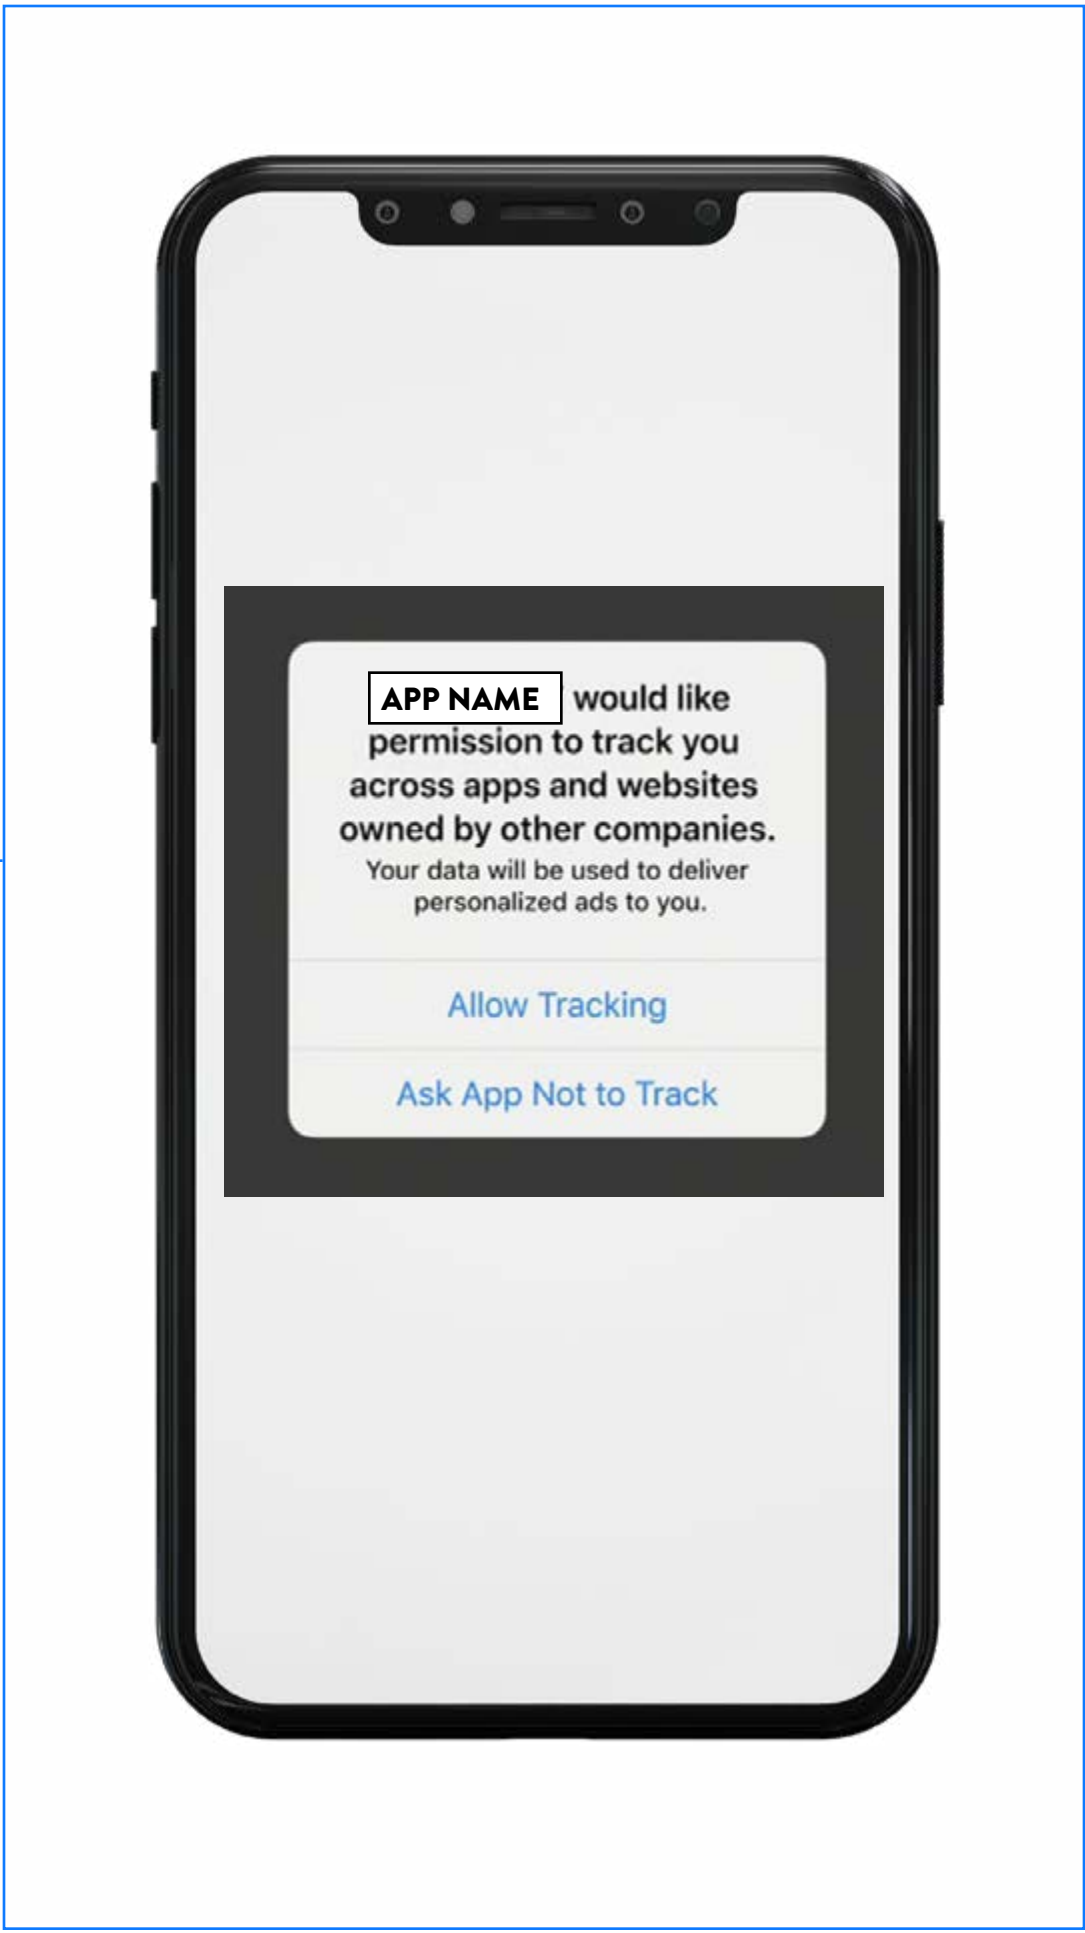 APP NAME would like
permission to track you
across apps and websites
owned by other companies.
Your data will be used to deliver
personalized ads to you.
Allow Tracking
Ask App Not to Track